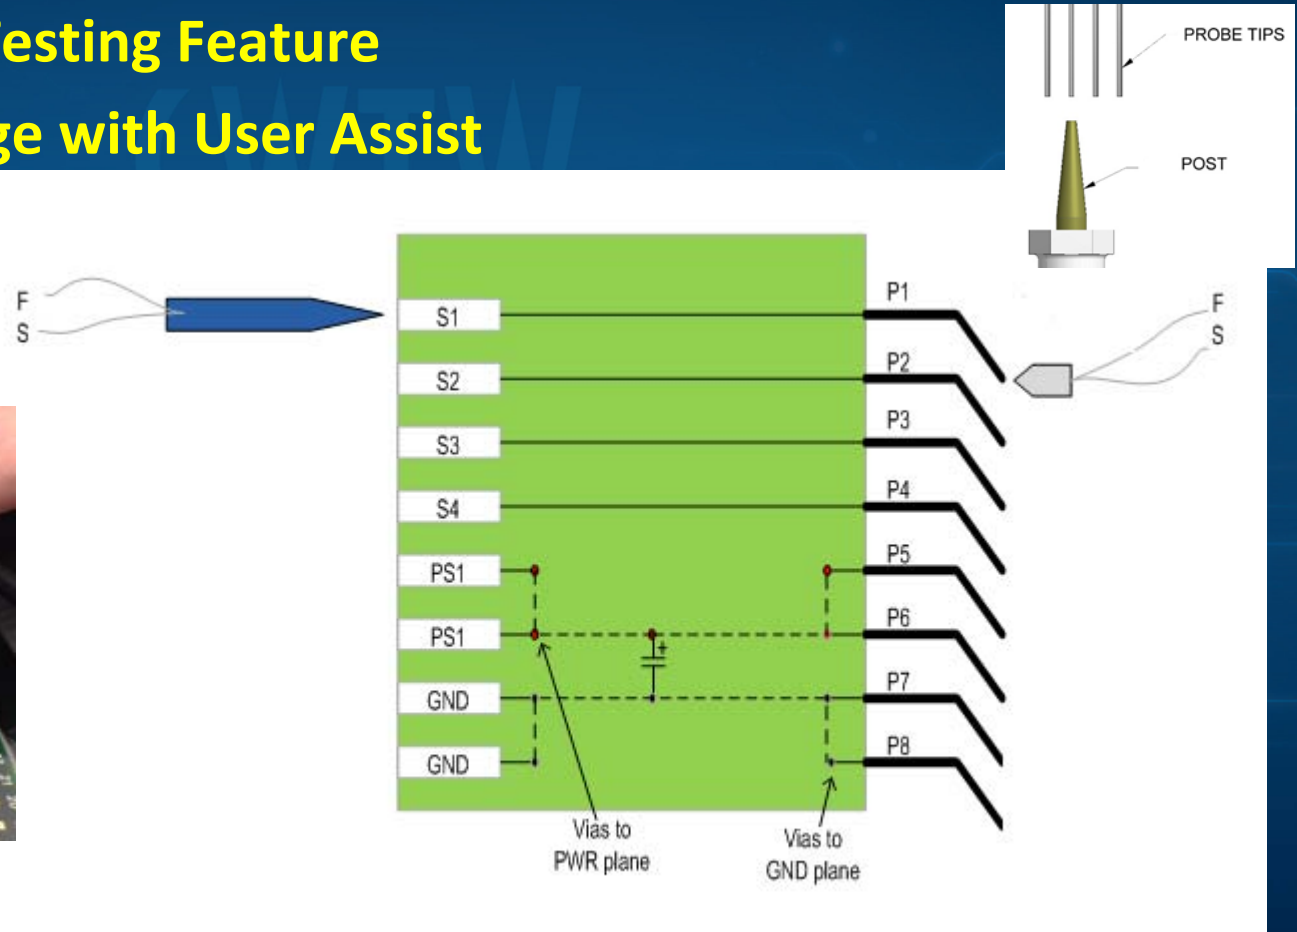 esting Feature
ge with User Assist
SWTW
PROBE TIPS
POST
F
S
S1
S2
S3
S4
PS1
PS1
GND
GND
P1
P2
P3
P4
P5
P6
P7
P8
F
S
+
Vias to
PWR plane
Vias to
GND plane